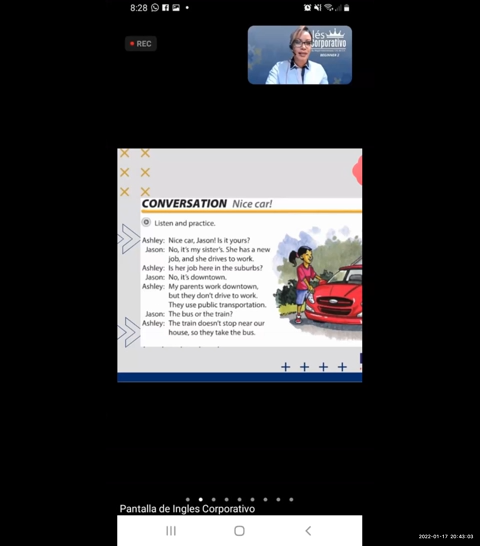 8:28
REC
lés
Corporativo
BEGINNER 2
CONVERSATION Nice car!
Listen and practice.
Ashley: Nice car, Jason! Is it yours?
Jason: No, it's my sister's. She has a new
job, and she drives to work.
Ashley: Is her job here in the suburbs?
Jason: No, it's downtown.
Ashley: My parents work downtown,
but they don't drive to work.
They use public transportation.
Jason: The bus or the train?
Ashley: The train doesn't stop near our
house, so they take the bus.
Pantalla de Ingles Corporativo
2022-01-17 20:43:03